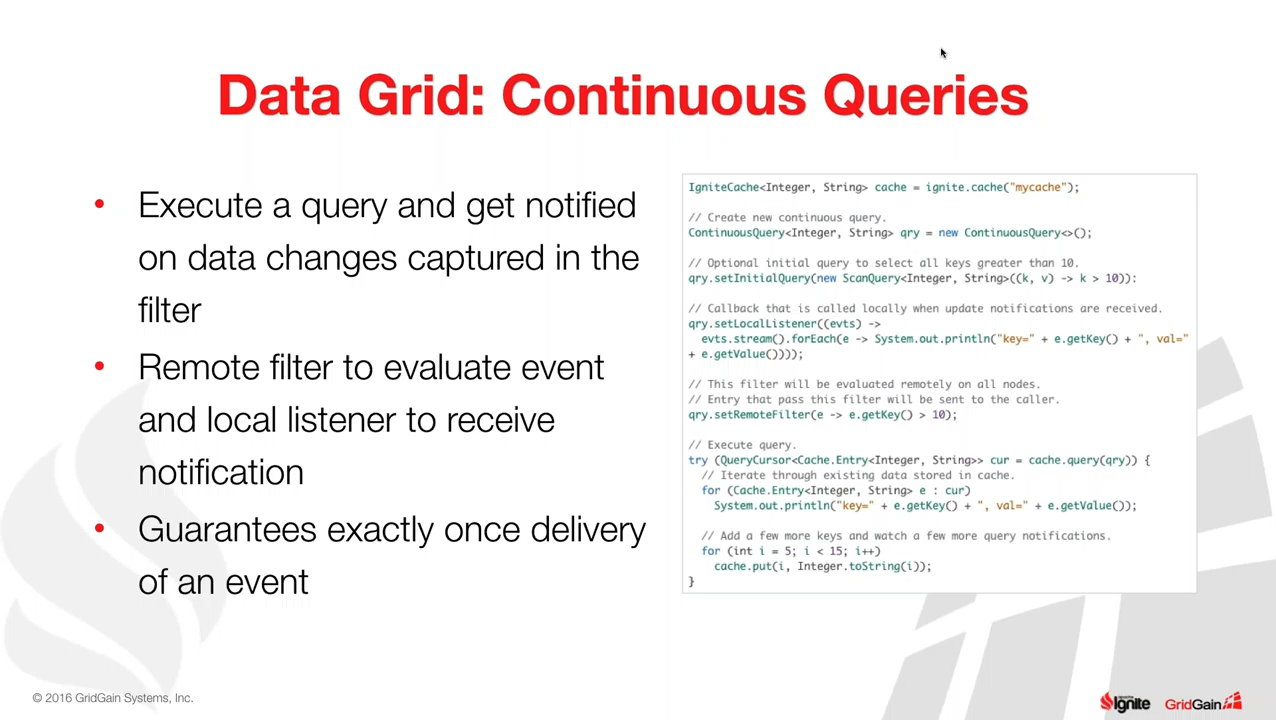 Data Grid: Continuous Queries
• Execute a query and get notified
on data changes captured in the
filter
• Remote filter to evaluate event
and local listener to receive
notification
• Guarantees exactly once delivery
of an event
IgniteCache<Integer, String> cache = ignite.cache("mycache");
// Create new continuous query.
ContinuousQuery<Integer, String> qry = new ContinuousQuery<>();
// Optional initial query to select all keys greater than 10.
qry.setInitialQuery(new ScanQuery<Integer, String>((k, v) -> k > 10)):
// Callback that is called locally when update notifications are received.
qry.setLocalListener((evts) ->
evts.stream().forEach(e -> System.out.println("key=" + e.getKey() + ", val="
+ e.getValue())));
// This filter will be evaluated remotely on all nodes.
// Entry that pass this filter will be sent to the caller.
qry.setRemoteFilter(e -> e.getKey() > 10);
// Execute query.
try (QueryCursor<Cache.Entry<Integer, String>> cur = cache.query(qry)) {
// Iterate through existing data stored in cache.
for (Cache.Entry<Integer, String> e : cur)
System.out.println("key=" + e.getKey() + ", val=" + e.getValue());
// Add a few more keys and watch a few more query notifications.
for (int i = 5; i < 15; i++)
cache.put(i, Integer.toString(i));
}
© 2016 GridGain Systems, Inc.
Ignite
GridGain